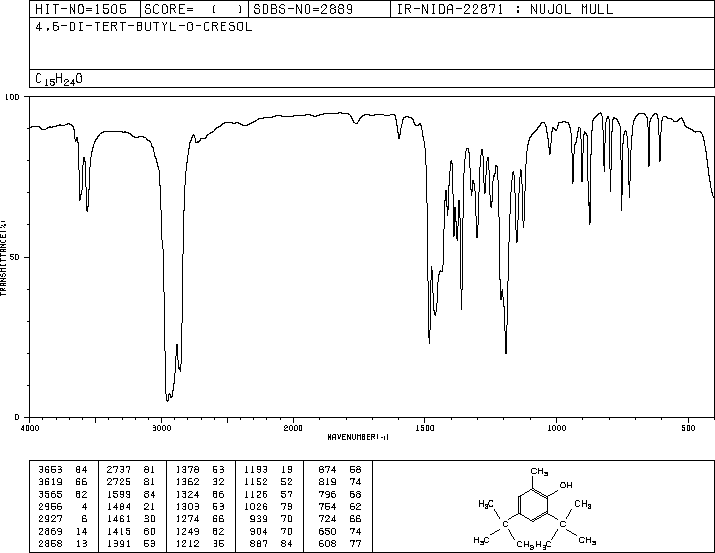 HIT-NO=1505 SCORE= ( ) SDBS-NO=2889 IR-NIDA-22871 : NUJOL MULL
4,6-DI-TERT-BUTYL-O-CRESOL
C15H24O
100
50
0
TRANSMITTANCE(%)
4000 3000 2000 1500 1000 500
WAVENUMBER(-1)
3653 84 2737 81 1378 53 1193 19 874 58
3619 66 2725 81 1362 32 1152 52 819 74
3565 62 1599 84 1324 66 1126 57 796 68
2956 4 1484 21 1303 53 1026 79 754 62
2927 6 1461 30 1274 66 939 70 724 66
2869 14 1415 60 1249 62 904 70 650 74
2858 13 1391 53 1212 35 887 84 608 77
CH3
OH
H3C CH3
H3C CH3
CH3 CH3 CH3